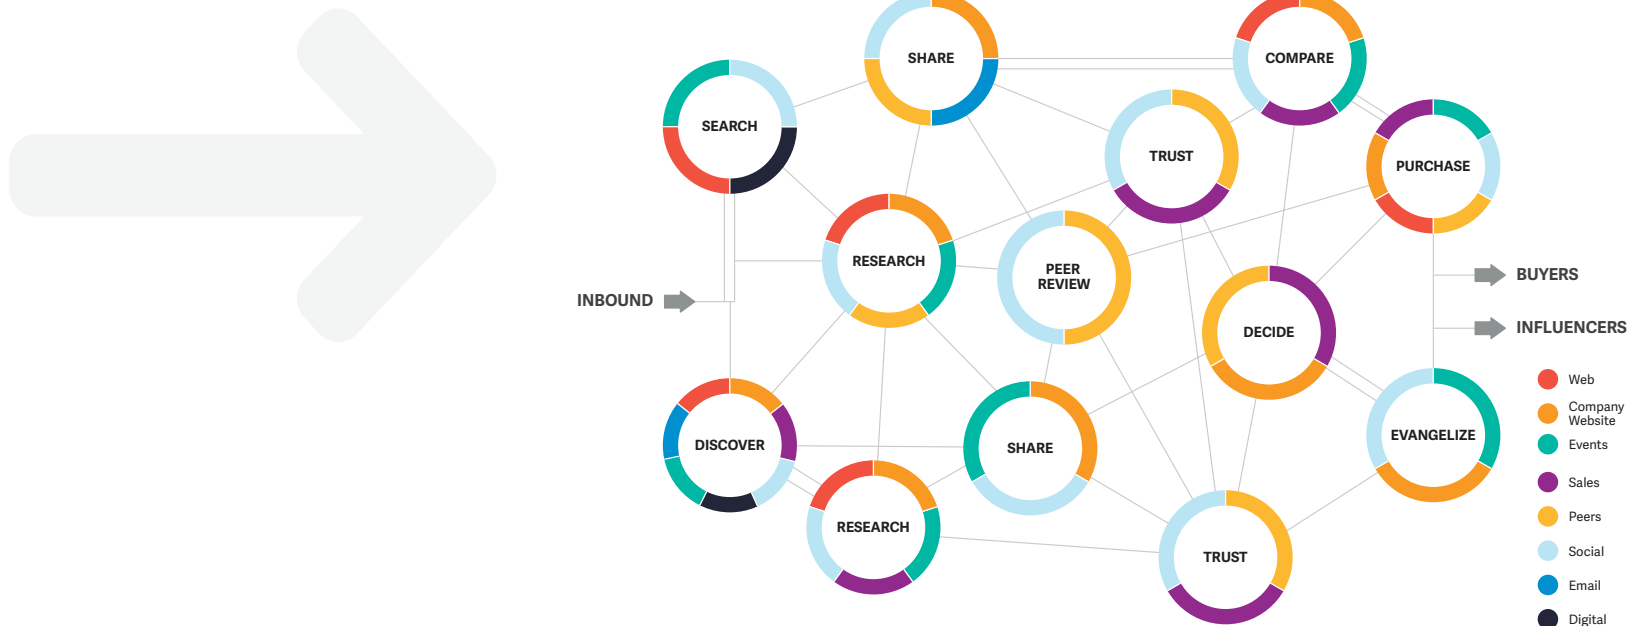 SHARE
COMPARE
SEARCH
TRUST
PURCHASE
RESEARCH
PEER
REVIEW
INBOUND
BUYERS
DECIDE
INFLUENCERS
Web
Company
Website
DISCOVER
SHARE
EVANGELIZE
Events
Sales
RESEARCH
Peers
TRUST
Social
Email
Digital